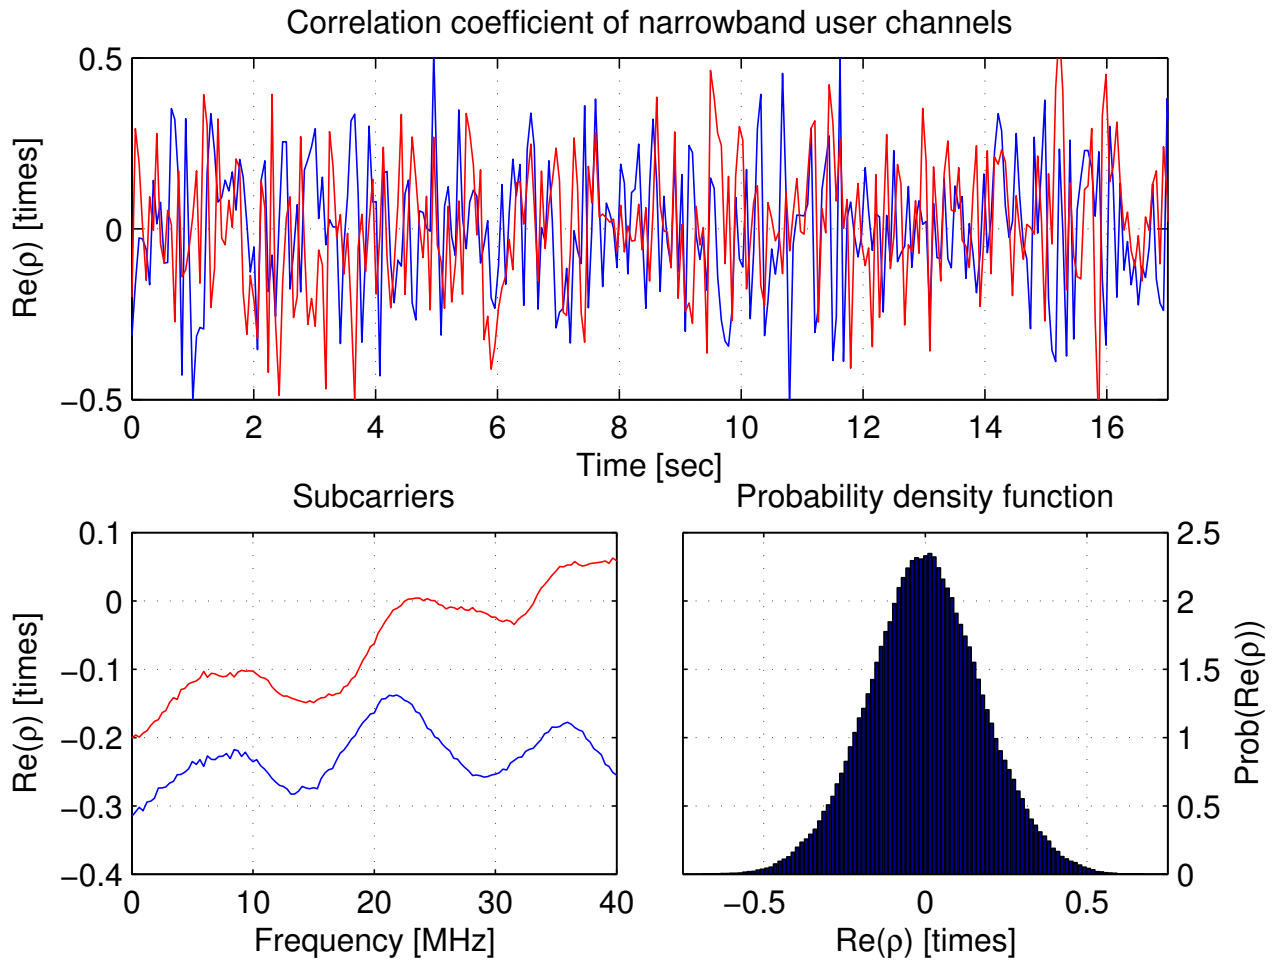 Correlation coefficient of narrowband user channels
Re(ρ) [times]
0.5
0
−0.5
0 2 4 6 8 10 12 14 16
Time [sec]
Subcarriers
Re(ρ) [times]
0.1
0
−0.1
−0.2
−0.3
−0.4
0 10 20 30 40
Frequency [MHz]
Probability density function
2.5
2
1.5
1
0.5
0
Prob(Re(ρ))
−0.5 0 0.5
Re(ρ) [times]